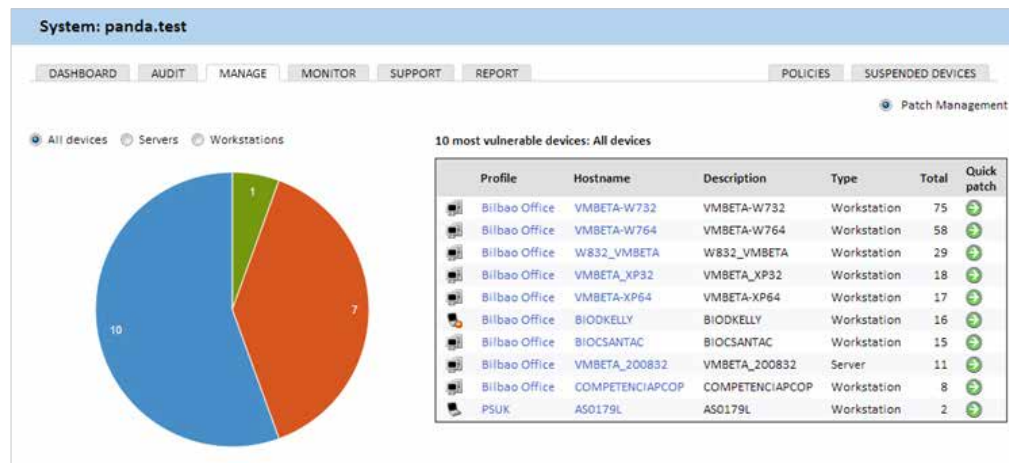 System: panda.test
DASHBOARD AUDIT MANAGE MONITOR SUPPORT REPORT POLICIES SUSPENDED DEVICES
Patch Management
All devices Servers Workstations
10 most vulnerable devices: All devices
Profile Hostname Description Type Total Quick patch
Bilbao Office VMBETA-W732 VMBETA-W732 Workstation 75
Bilbao Office VMBETA-W764 VMBETA-W764 Workstation 58
Bilbao Office W832_VMBETA W832_VMBETA Workstation 29
Bilbao Office VMBETA_XP32 VMBETA_XP32 Workstation 18
Bilbao Office VMBETA-XP64 VMBETA-XP64 Workstation 17
Bilbao Office BIODKELLY BIODKELLY Workstation 16
Bilbao Office BIOCSANTAC BIOCSANTAC Workstation 15
Bilbao Office VMBETA_200832 VMBETA_200832 Server 11
Bilbao Office COMPETENCIAPCOP COMPETENCIAPCOP Workstation 8
PSUK AS0179L AS0179L Workstation 2
1
7
10